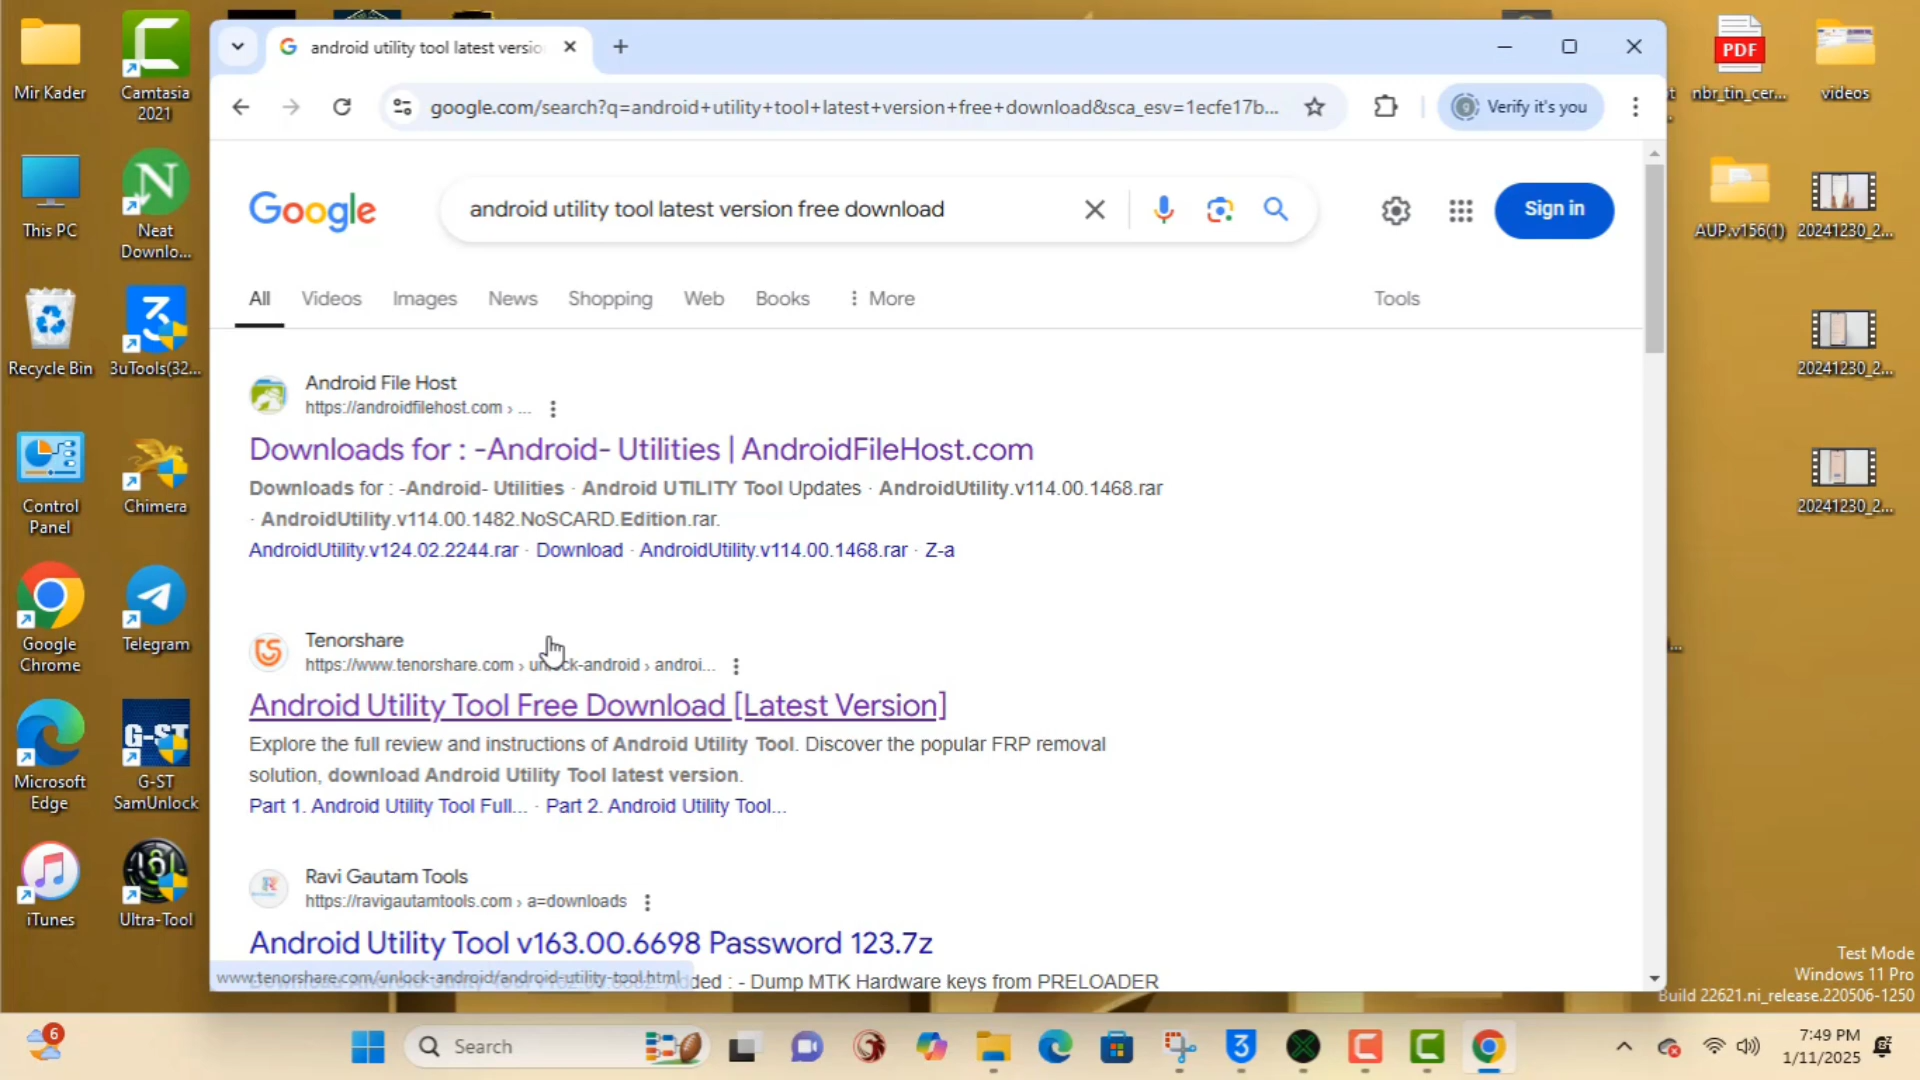 android utility tool latest versio
google.com/search?q=android+utility+tool+latest+version+free+download&sca_esv=1ecfe17b...
Verify it's you
Google
android utility tool latest version free download
Sign in
All
Videos
Images
News
Shopping
Web
Books
More
Tools
Android File Host
https://androidfilehost.com › ...
Downloads for : -Android- Utilities | AndroidFileHost.com
Downloads for : -Android- Utilities · Android UTILITY Tool Updates · AndroidUtility.v114.00.1468.rar
· AndroidUtility.v114.00.1482.NoSCARD.Edition.rar.
AndroidUtility.v124.02.2244.rar · Download · AndroidUtility.v114.00.1468.rar · Z-a
Tenorshare
https://www.tenorshare.com › unlock-android › androi...
Android Utility Tool Free Download [Latest Version]
Explore the full review and instructions of Android Utility Tool. Discover the popular FRP removal
solution, download Android Utility Tool latest version.
Part 1. Android Utility Tool Full... · Part 2. Android Utility Tool...
Ravi Gautam Tools
https://ravigautamtools.com › a=downloads
Android Utility Tool v163.00.6698 Password 123.7z
www.tenorshare.com/unlock-android/android-utility-tool.html
- Dump MTK Hardware keys from PRELOADER
Mir Kader
Camtasia
2021
This PC
Neat
Downlo...
Recycle Bin
3uTools(32...
Control
Panel
Chimera
Google
Chrome
Telegram
Microsoft
Edge
G-ST
G-ST
SamUnlock
iTunes
Ultra-Tool
PDF
nbr_tin_cer...
videos
AUP.v156(1)
20241230_2...
20241230_2...
20241230_2...
Test Mode
Windows 11 Pro
Build 22621.ni_release.220506-1250
6
Search
7:49 PM
1/11/2025